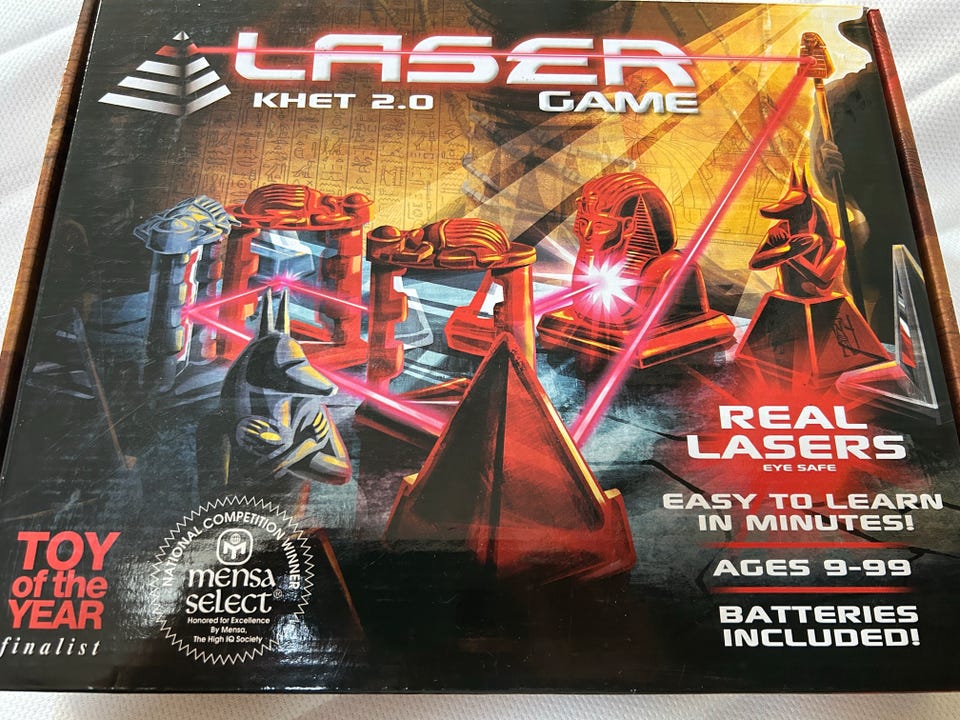 LASER
KHET 2.0 GAME
REAL
LASERS
EYE SAFE
EASY TO LEARN
IN MINUTES!
AGES 9-99
BATTERIES
INCLUDED!
TOY
of the
YEAR
finalist
NATIONAL COMPETITION WINNER
mensa
select®
Honored for Excellence
By Mensa,
The High IQ Society